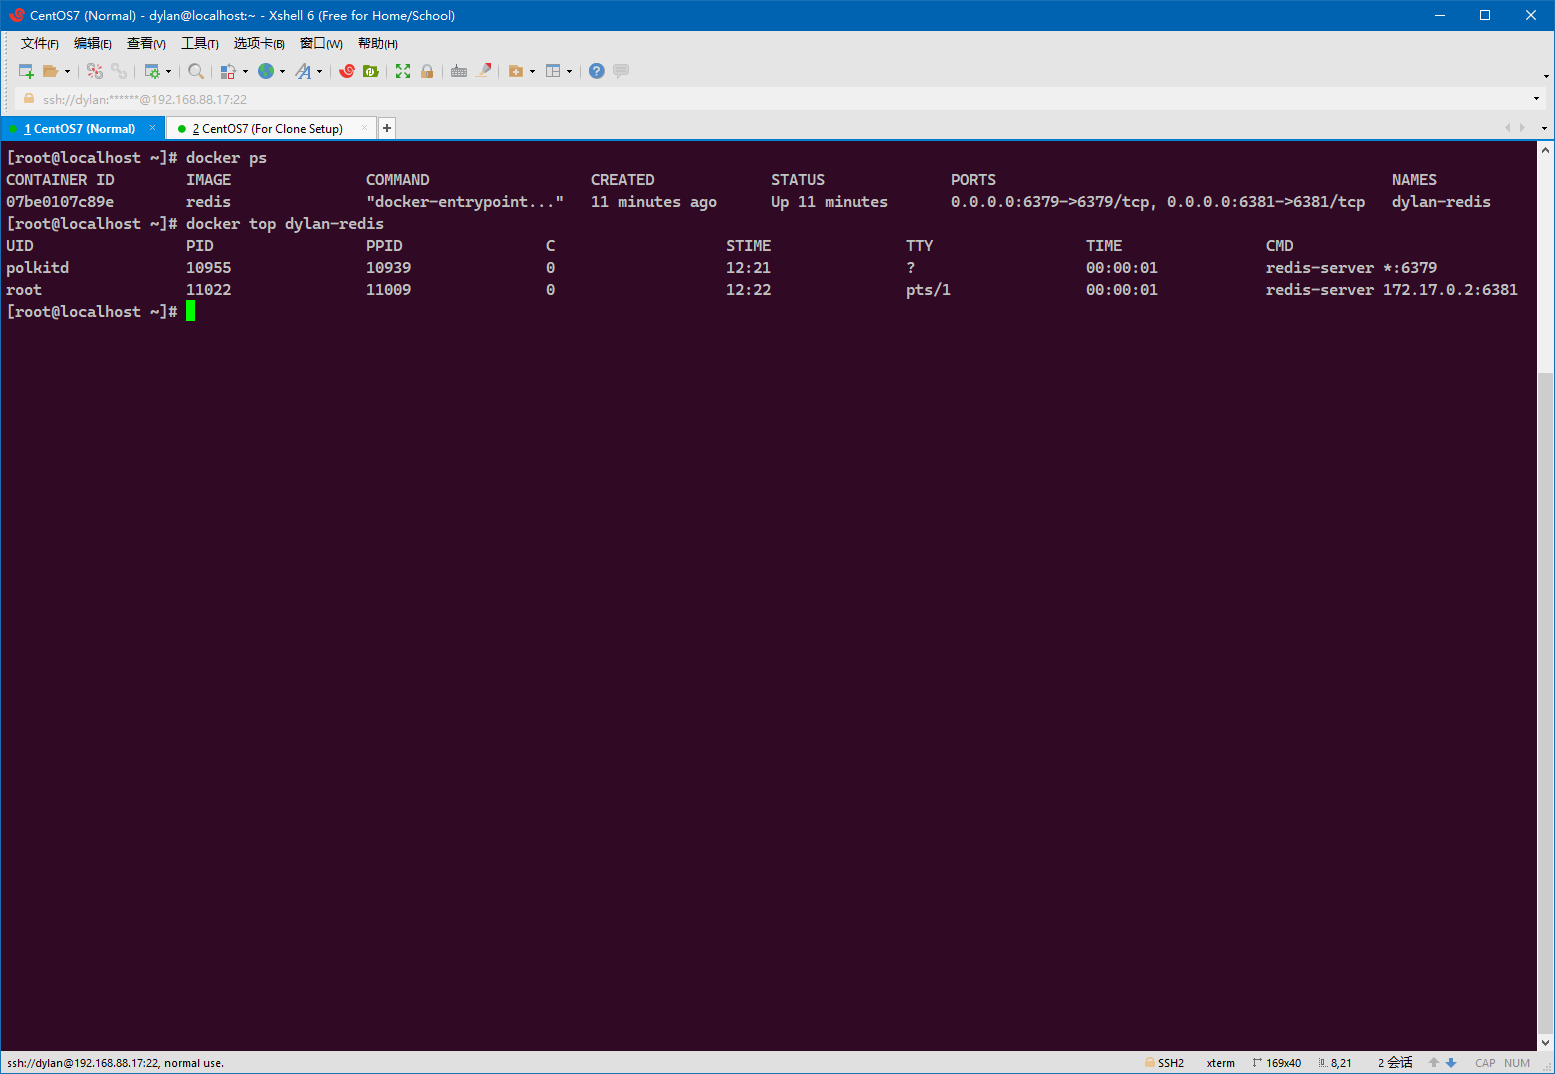 CentOS7 (Normal) - dylan@localhost:~ - Xshell 6 (Free for Home/School)
文件(F) 编辑(E) 查看(V) 工具(T) 选项卡(B) 窗口(W) 帮助(H)
ssh://dylan:******@192.168.88.17:22
1 CentOS7 (Normal) × 2 CentOS7 (For Clone Setup) × +
[root@localhost ~]# docker ps
CONTAINER ID IMAGE COMMAND CREATED STATUS PORTS NAMES
07be0107c89e redis "docker-entrypoint..." 11 minutes ago Up 11 minutes 0.0.0.0:6379->6379/tcp, 0.0.0.0:6381->6381/tcp dylan-redis
[root@localhost ~]# docker top dylan-redis
UID PID PPID C STIME TTY TIME CMD
polkitd 10955 10939 0 12:21 ? 00:00:01 redis-server *:6379
root 11022 11009 0 12:22 pts/1 00:00:01 redis-server 172.17.0.2:6381
[root@localhost ~]#
ssh://dylan@192.168.88.17:22, normal use. SSH2 xterm 169x40 8,21 2 会话 CAP NUM